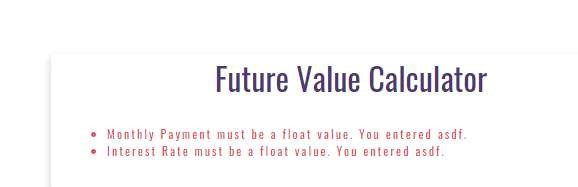 Future Value Calculator
Monthly Payment must be a float value. You entered asdf.
Interest Rate must be a float value. You entered asdf.